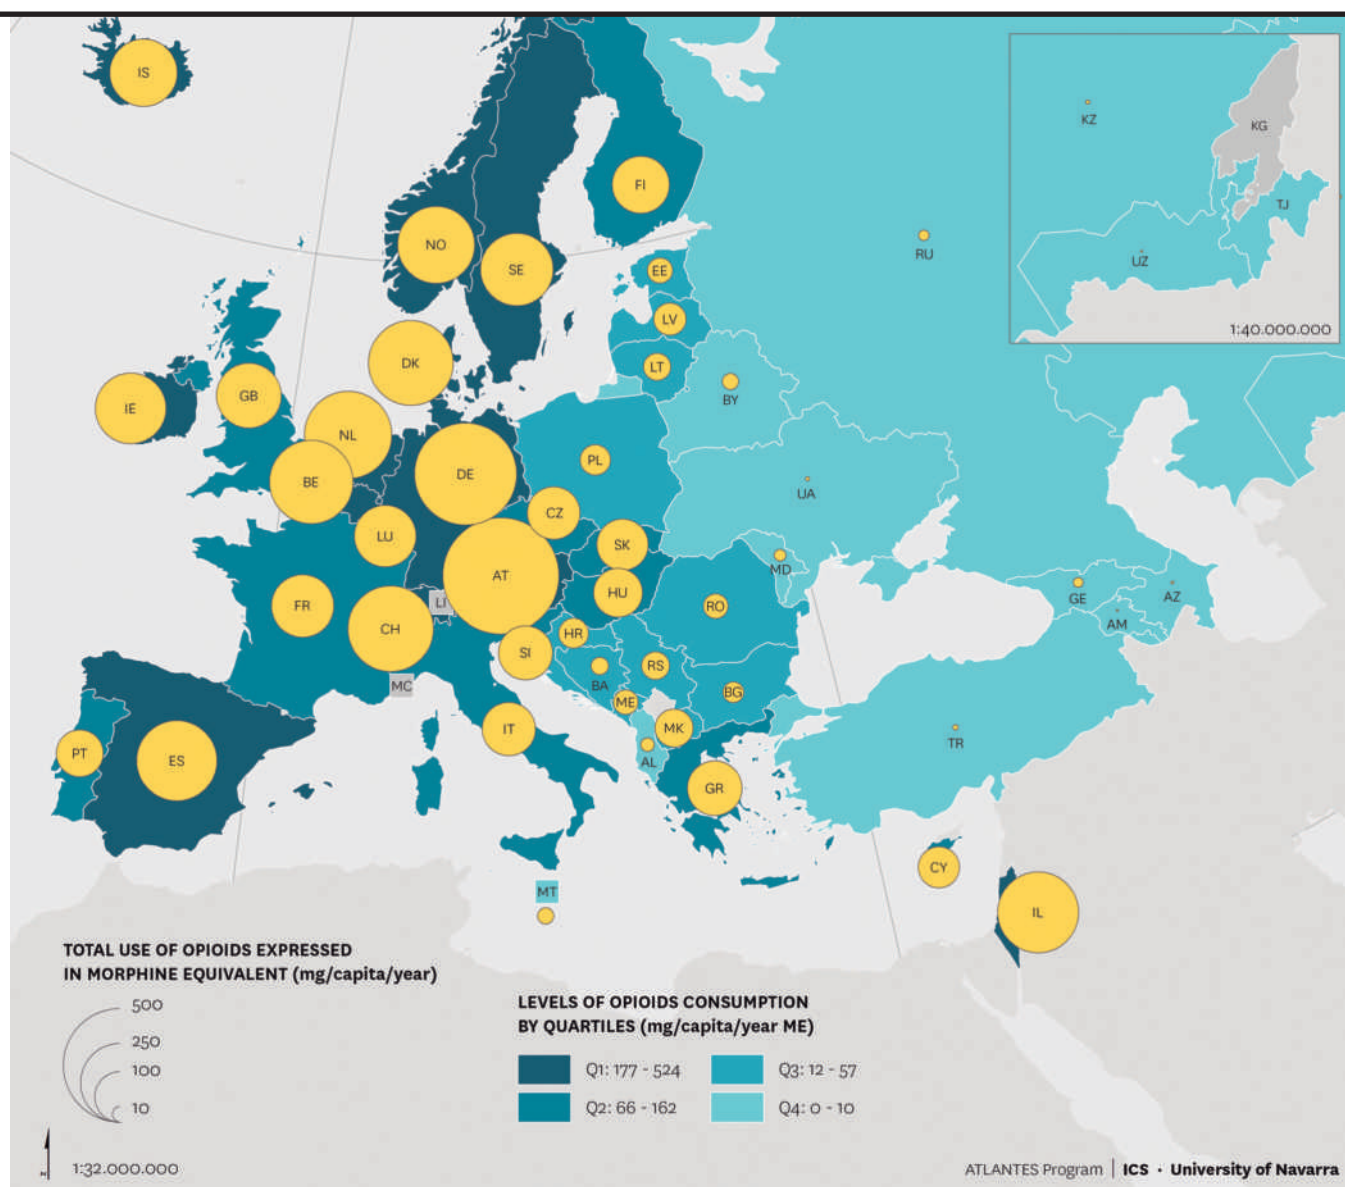 IS
KZ
KG
TJ
UZ
1:40.000.000
FI
NO
SE
RU
EE
LV
LT
DK
BY
IE
GB
NL
BE
DE
PL
UA
CZ
LU
SK
MD
AT
HU
LI
FR
CH
RO
GE
AZ
AM
HR
SI
RS
BA
MC
ME
BG
MK
IT
TR
PT
ES
AL
GR
CY
MT
IL
TOTAL USE OF OPIOIDS EXPRESSED
IN MORPHINE EQUIVALENT (mg/capita/year)
500
250
100
10
LEVELS OF OPIOIDS CONSUMPTION
BY QUARTILES (mg/capita/year ME)
Q1: 177 - 524
Q3: 12 - 57
Q2: 66 - 162
Q4: 0 - 10
N
1:32.000.000
ATLANTES Program | ICS · University of Navarra